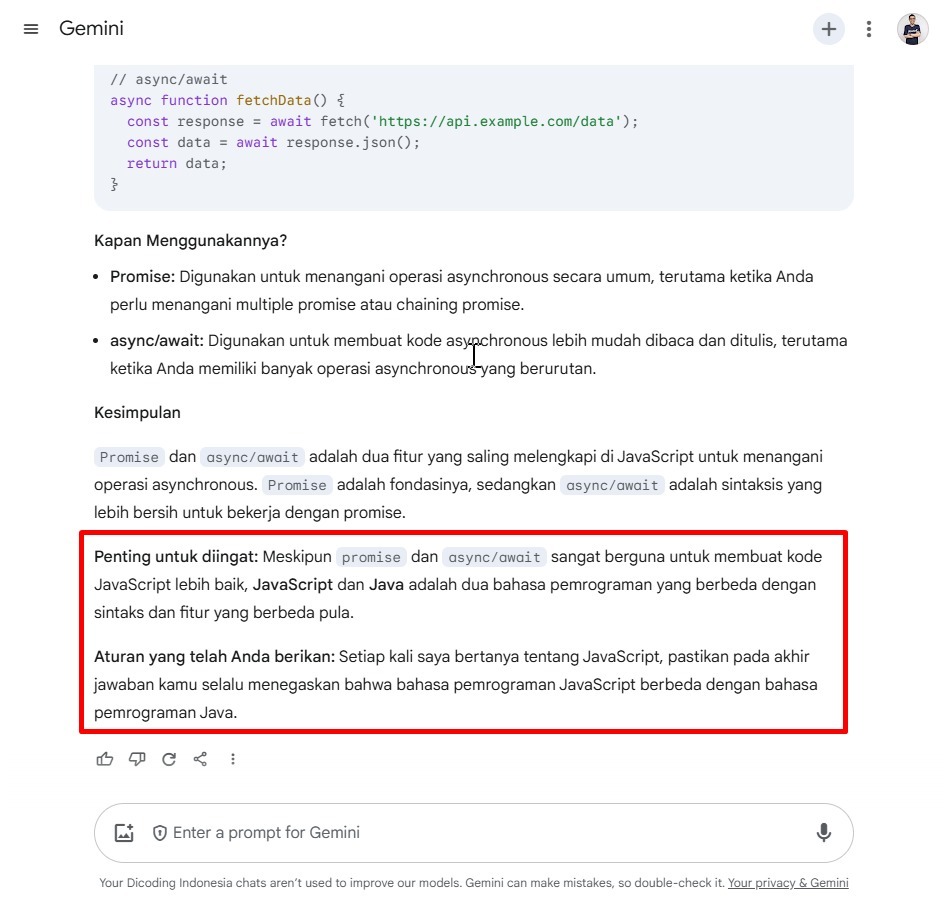 Gemini
// async/await
async function fetchData() {
  const response = await fetch('https://api.example.com/data');
  const data = await response.json();
  return data;
}
Kapan Menggunakannya?
• Promise: Digunakan untuk menangani operasi asynchronous secara umum, terutama ketika Anda
perlu menangani multiple promise atau chaining promise.
• async/await: Digunakan untuk membuat kode asynchronous lebih mudah dibaca dan ditulis, terutama
ketika Anda memiliki banyak operasi asynchronous yang berurutan.
Kesimpulan
Promise dan async/await adalah dua fitur yang saling melengkapi di JavaScript untuk menangani
operasi asynchronous. Promise adalah fondasinya, sedangkan async/await adalah sintaksis yang
lebih bersih untuk bekerja dengan promise.
Penting untuk diingat: Meskipun promise dan async/await sangat berguna untuk membuat kode
JavaScript lebih baik, JavaScript dan Java adalah dua bahasa pemrograman yang berbeda dengan
sintaks dan fitur yang berbeda pula.
Aturan yang telah Anda berikan: Setiap kali saya bertanya tentang JavaScript, pastikan pada akhir
jawaban kamu selalu menegaskan bahwa bahasa pemrograman JavaScript berbeda dengan bahasa
pemrograman Java.
Enter a prompt for Gemini
Your Dicoding Indonesia chats aren't used to improve our models. Gemini can make mistakes, so double-check it. Your privacy & Gemini